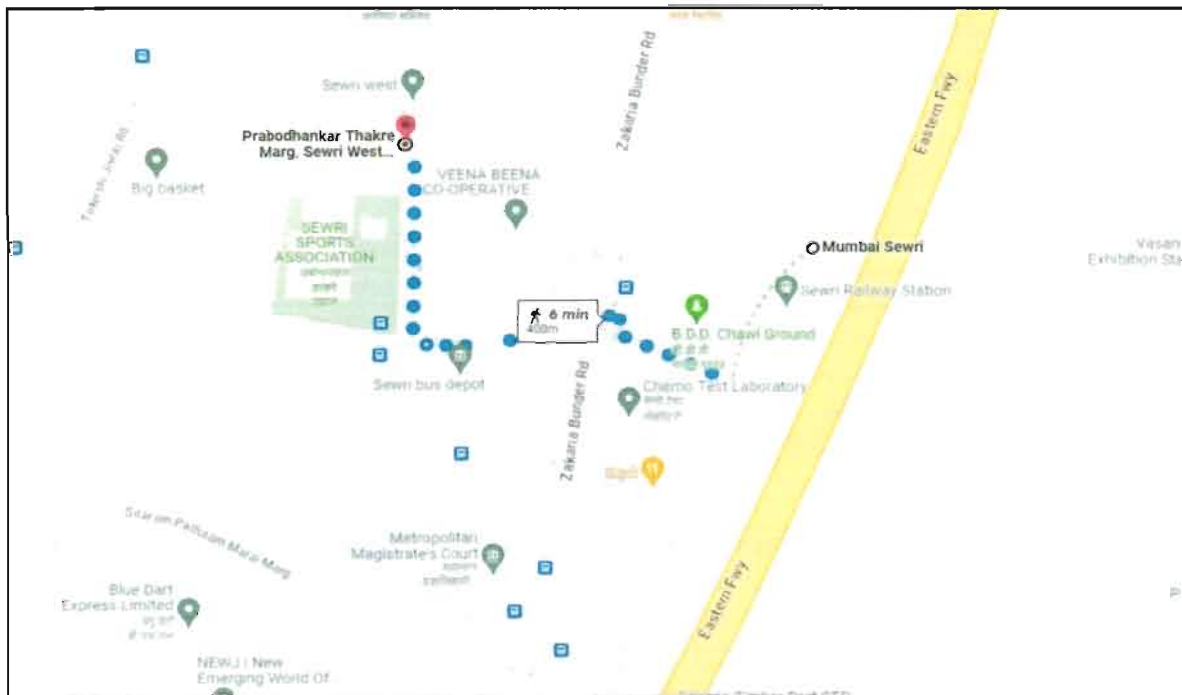 Zakaria Bunder Rd
Eastern Fwy
Sewri west
Prabodhankar Thakre
Marg, Sewri West...
Big basket
VEENA BEENA
CO-OPERATIVE
SEWRI
SPORTS
ASSOCIATION
Mumbai Sewri
Exhibition Sta
Sewri Railway Station
6 min
400m
B.D.D. Chawl Ground
Sewri bus depot
Chemo Test Laboratory
Zakaria Bunder Rd
Metropolitan
Magistrate's Court
Blue Dart
Express Limited
Eastern Fwy
NEWJ | New
Emerging World Of...